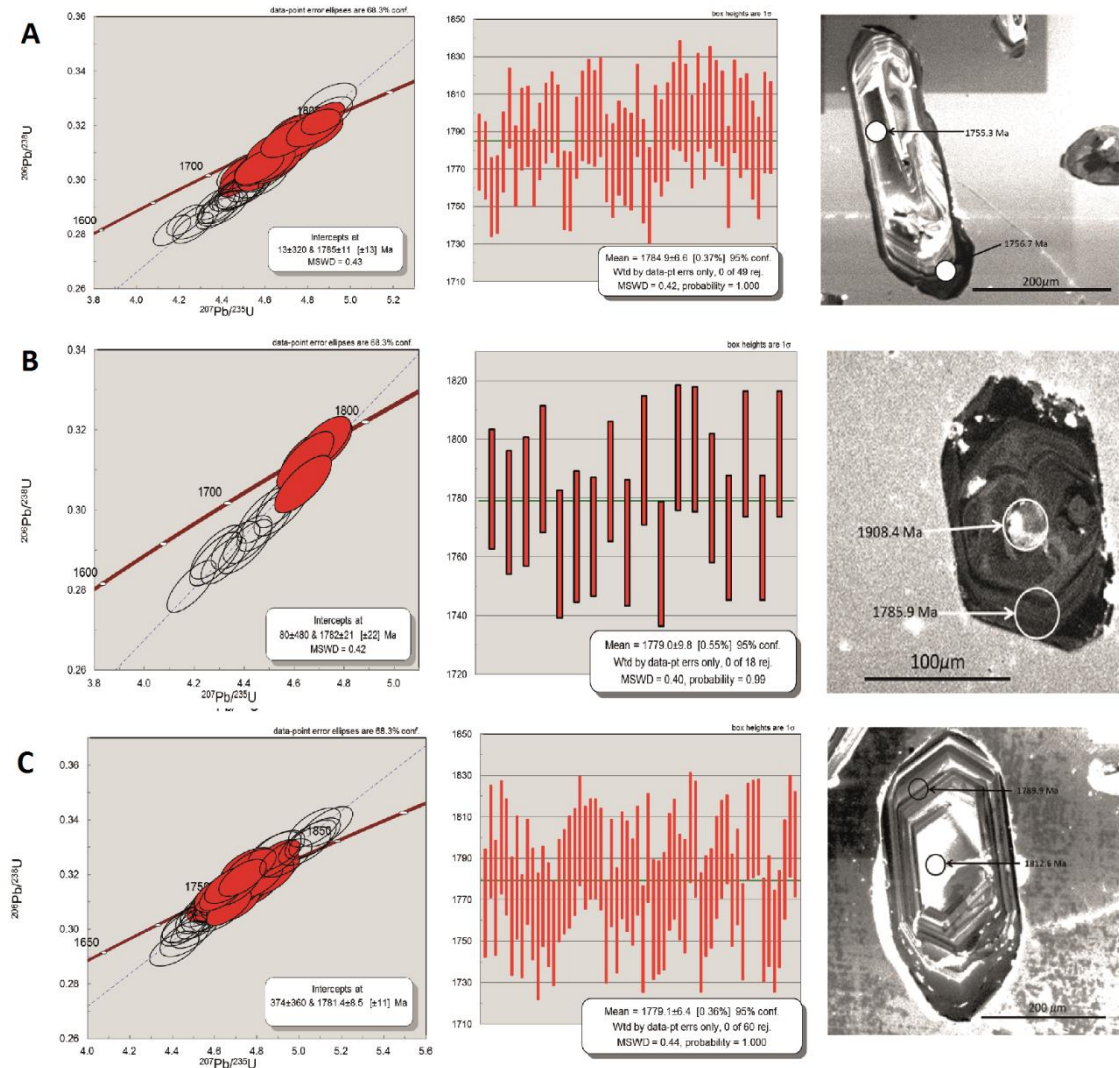 A
data-point error ellipses are 68.3% conf.
0.36
0.34
0.32
0.30
0.28
0.26
206Pb/238U
1600
1700
Intercepts at
13±320 & 1785±11 [±13] Ma
MSWD = 0.43
3.8 4.0 4.2 4.4 4.6 4.8 5.0 5.2
207Pb/235U
box heights are 1σ
1850
1830
1810
1790
1770
1750
1730
1710
Mean = 1784.9±6.6 [0.37%] 95% conf.
Wtd by data-pt errs only, 0 of 49 rej.
MSWD = 0.42, probability = 1.000
1755.3 Ma
1756.7 Ma
200µm
B
data-point error ellipses are 68.3% conf.
0.34
0.32
0.30
0.28
0.26
206Pb/238U
1600
1700
1800
Intercepts at
80±480 & 1782±21 [±22] Ma
MSWD = 0.42
3.8 4.0 4.2 4.4 4.6 4.8 5.0
207Pb/235U
box heights are 1σ
1820
1800
1780
1760
1740
1720
Mean = 1779.0±9.8 [0.55%] 95% conf.
Wtd by data-pt errs only, 0 of 18 rej.
MSWD = 0.40, probability = 0.99
1908.4 Ma
1785.9 Ma
100µm
C
data-point error ellipses are 68.3% conf.
0.36
0.34
0.32
0.30
0.28
0.26
206Pb/238U
1650
1850
Intercepts at
374±360 & 1781.4±8.5 [±11] Ma
4.0 4.2 4.4 4.6 4.8 5.0 5.2 5.4 5.6
207Pb/235U
box heights are 1σ
1850
1830
1810
1790
1770
1750
1730
1710
Mean = 1779.1±6.4 [0.36%] 95% conf.
Wtd by data-pt errs only, 0 of 60 rej.
MSWD = 0.44, probability = 1.000
1789.9 Ma
1812.6 Ma
200 µm